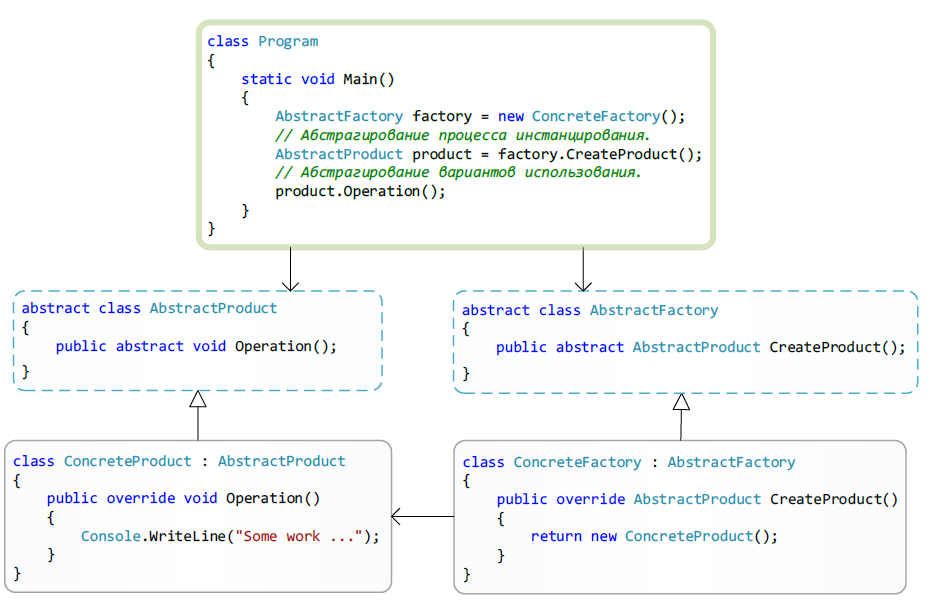 class Program
{
    static void Main()
    {
        AbstractFactory factory = new ConcreteFactory();
        // Абстрагирование процесса инстанцирования.
        AbstractProduct product = factory.CreateProduct();
        // Абстрагирование вариантов использования.
        product.Operation();
    }
}
abstract class AbstractProduct
{
    public abstract void Operation();
}
abstract class AbstractFactory
{
    public abstract AbstractProduct CreateProduct();
}
class ConcreteProduct : AbstractProduct
{
    public override void Operation()
    {
        Console.WriteLine("Some work ...");
    }
}
class ConcreteFactory : AbstractFactory
{
    public override AbstractProduct CreateProduct()
    {
        return new ConcreteProduct();
    }
}